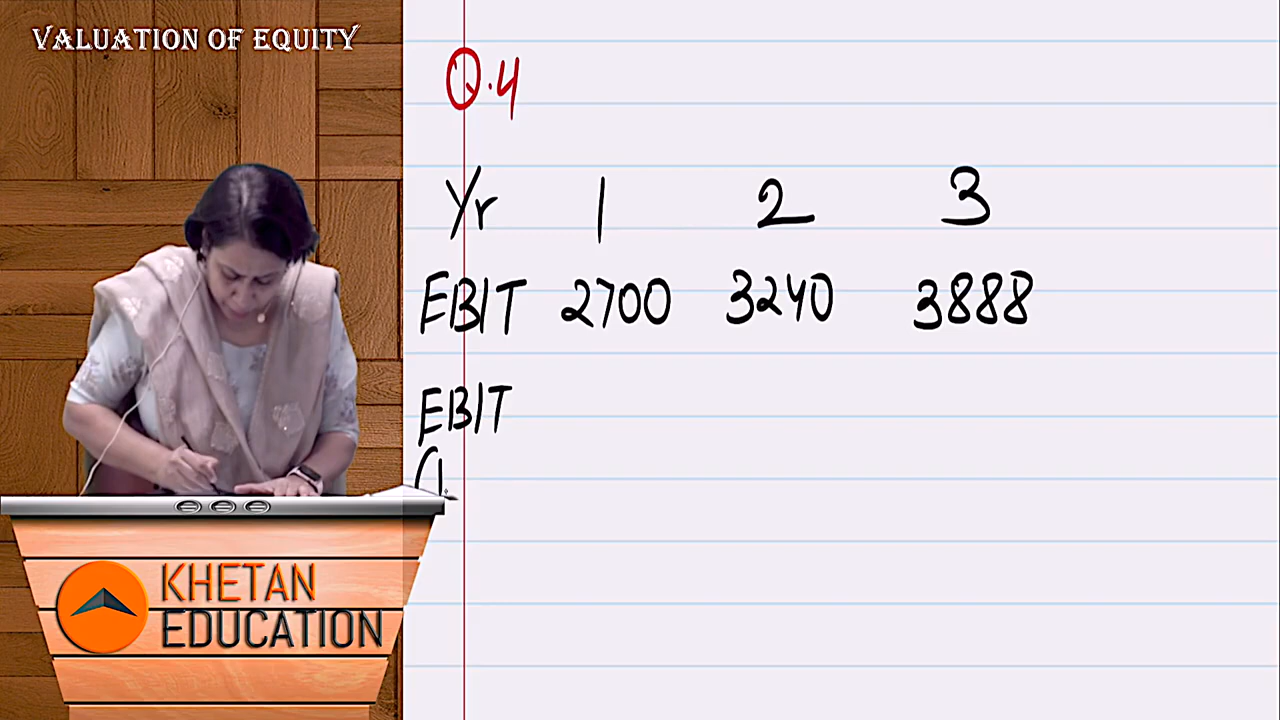 VALUATION OF EQUITY
Q.4
Yr 1 2 3
EBIT 2700 3240 3888
EBIT
KHETAN
EDUCATION